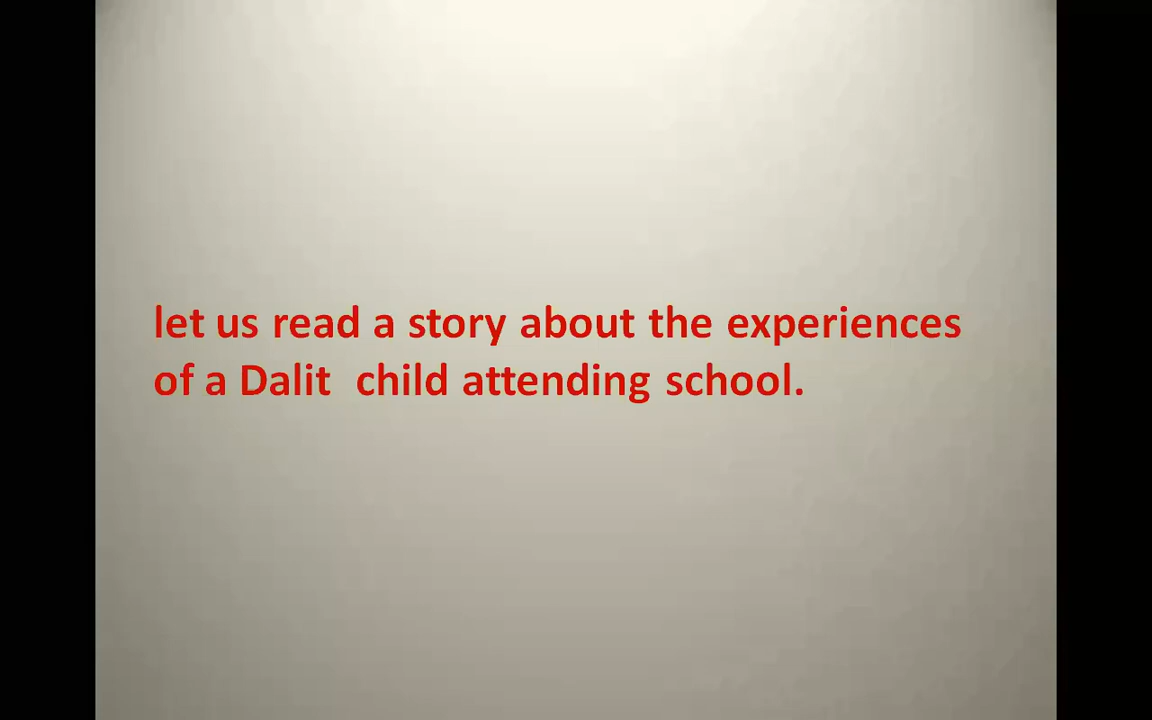 let us read a story about the experiences
of a Dalit  child attending school.